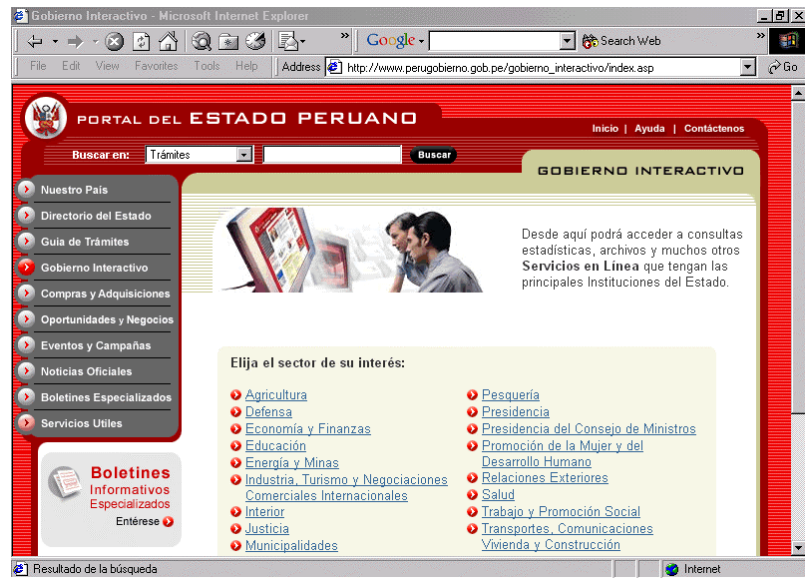 Gobierno Interactivo - Microsoft Internet Explorer
Google
Search Web
File Edit View Favorites Tools Help
Address http://www.perugobierno.gob.pe/gobierno_interactivo/index.asp
Go
PORTAL DEL ESTADO PERUANO
Inicio | Ayuda | Contáctenos
Buscar en: Trámites Buscar
GOBIERNO INTERACTIVO
Nuestro País
Directorio del Estado
Guia de Trámites
Gobierno Interactivo
Compras y Adquisiciones
Oportunidades y Negocios
Eventos y Campañas
Noticias Oficiales
Boletines Especializados
Servicios Utiles
Boletines
Informativos
Especializados
Entérese
Desde aquí podrá acceder a consultas
estadísticas, archivos y muchos otros
Servicios en Línea que tengan las
principales Instituciones del Estado.
Elija el sector de su interés:
Agricultura
Defensa
Economía y Finanzas
Educación
Energía y Minas
Industria, Turismo y Negociaciones
Comerciales Internacionales
Interior
Justicia
Municipalidades
Pesquería
Presidencia
Presidencia del Consejo de Ministros
Promoción de la Mujer y del
Desarrollo Humano
Relaciones Exteriores
Salud
Trabajo y Promoción Social
Transportes, Comunicaciones
Vivienda y Construcción
Resultado de la búsqueda
Internet